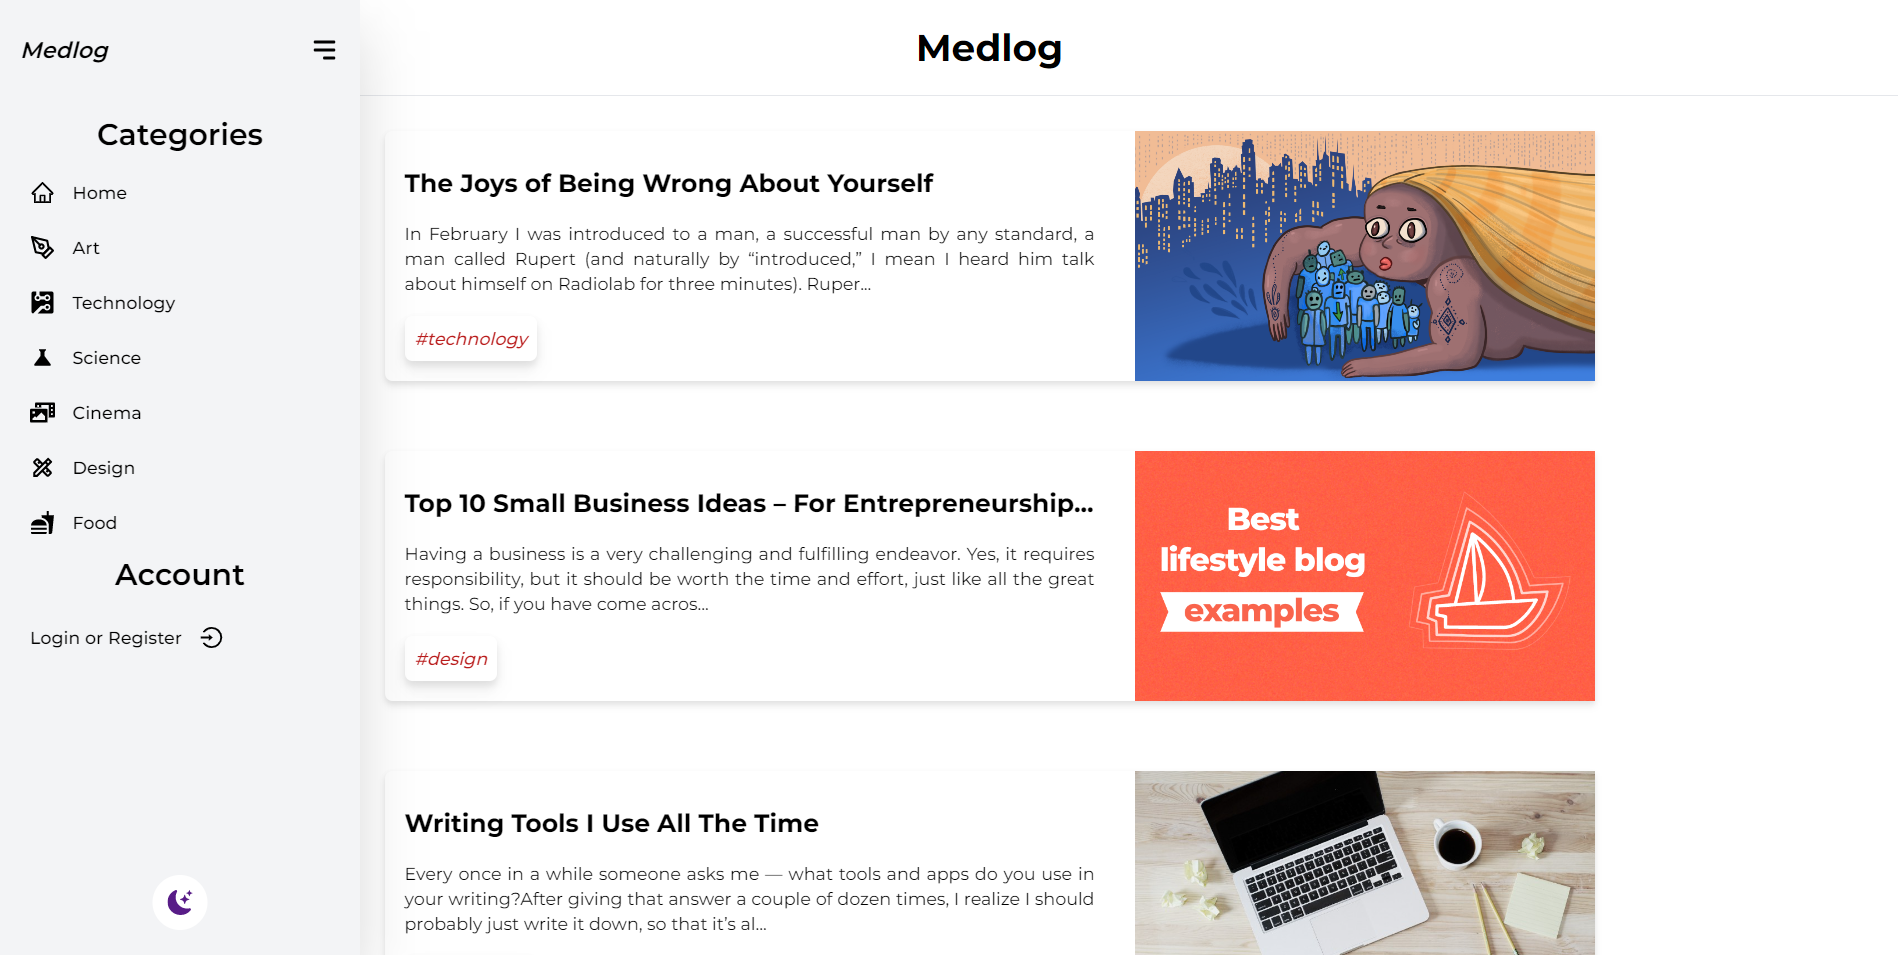 Medlog
Categories
Home
Art
Technology
Science
Cinema
Design
Food
Account
Login or Register
Medlog
The Joys of Being Wrong About Yourself
In February I was introduced to a man, a successful man by any standard, a
man called Rupert (and naturally by “introduced,” I mean I heard him talk
about himself on Radiolab for three minutes). Ruper...
#technology
Top 10 Small Business Ideas – For Entrepreneurship...
Having a business is a very challenging and fulfilling endeavor. Yes, it requires
responsibility, but it should be worth the time and effort, just like all the great
things. So, if you have come acros...
#design
Best
lifestyle blog
examples
Writing Tools I Use All The Time
Every once in a while someone asks me — what tools and apps do you use in
your writing?After giving that answer a couple of dozen times, I realize I should
probably just write it down, so that it’s al...